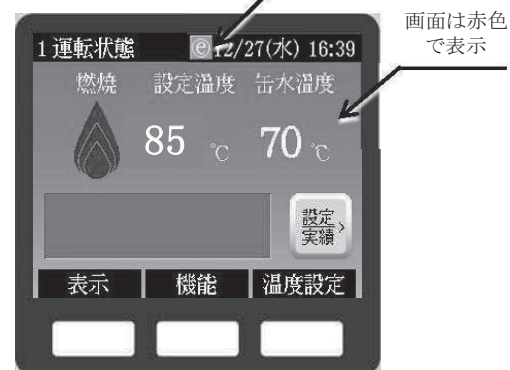 画面は赤色
で表示
1 運転状態 ⓔ 12/27(水) 16:39
燃焼 設定温度 缶水温度
85 ℃ 70 ℃
設定
実績 ›
表示 機能 温度設定